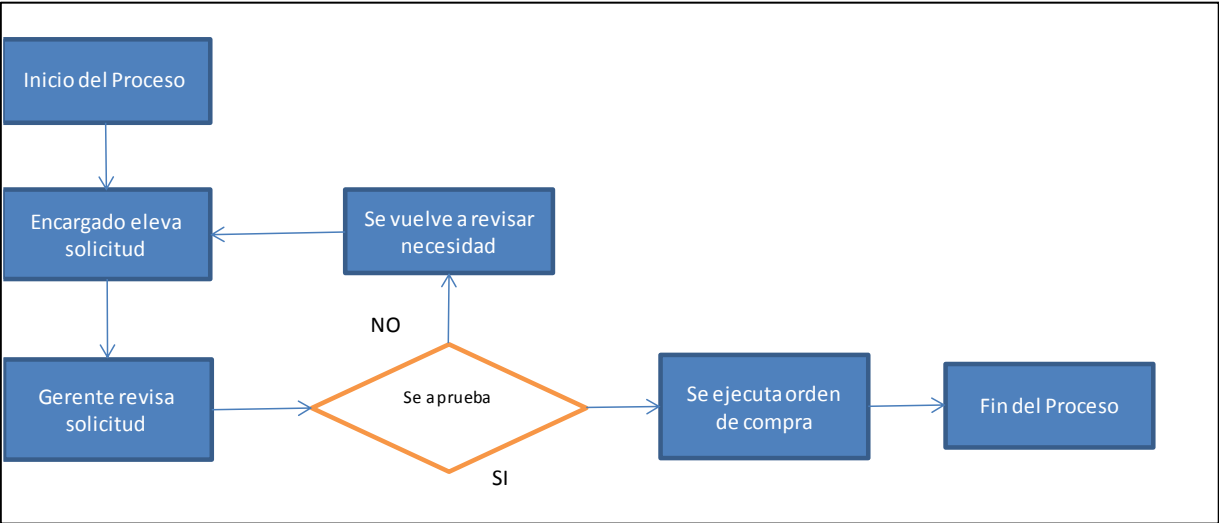 Inicio del Proceso
Encargado eleva
solicitud
Se vuelve a revisar
necesidad
NO
Gerente revisa
solicitud
Se aprueba
SI
Se ejecuta orden
de compra
Fin del Proceso